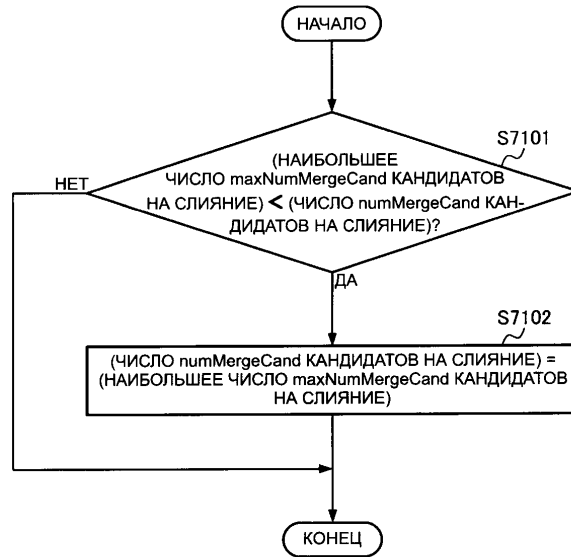 НАЧАЛО
S7101
(НАИБОЛЬШЕЕ
ЧИСЛО maxNumMergeCand КАНДИДАТОВ
НА СЛИЯНИЕ) < (ЧИСЛО numMergeCand КАН-
ДИДАТОВ НА СЛИЯНИЕ)?
НЕТ
ДА
S7102
(ЧИСЛО numMergeCand КАНДИДАТОВ НА СЛИЯНИЕ) =
(НАИБОЛЬШЕЕ ЧИСЛО maxNumMergeCand КАНДИДАТОВ
НА СЛИЯНИЕ)
КОНЕЦ